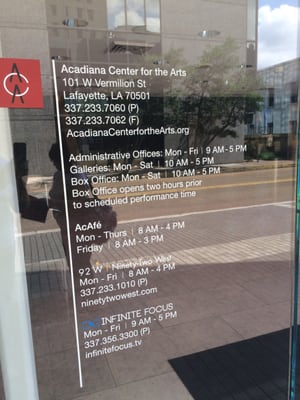 A
C
A
Acadiana Center for the Arts
101 W Vermilion St
Lafayette, LA 70501
337.233.7060 (P)
337.233.7062 (F)
AcadianaCenterfortheArts.org
Administrative Offices: Mon - Fri | 9 AM - 5 PM
Galleries: Mon - Sat | 10 AM - 5 PM
Box Office: Mon - Sat | 10 AM - 5 PM
Box Office opens two hours prior
to scheduled performance time
AcAfé
Mon - Thurs | 8 AM - 4 PM
Friday | 8 AM - 3 PM
92 W Ninety-two West
Mon - Fri | 8 AM - 4 PM
337.233.1010 (P)
ninetytwowest.com
INFINITE FOCUS
Mon - Fri | 9 AM - 5 PM
337.356.3300 (P)
infinitefocus.tv